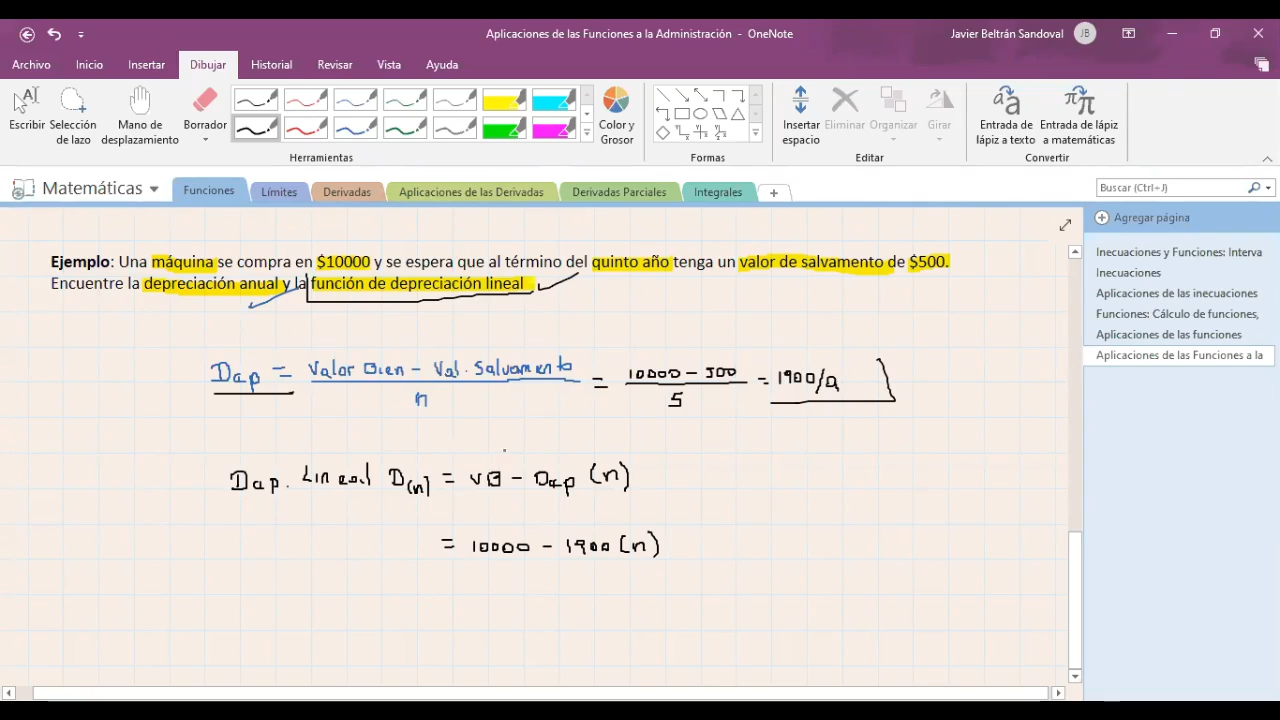 Aplicaciones de las Funciones a la Administración - OneNote
Javier Beltrán Sandoval JB
Archivo Inicio Insertar Dibujar Historial Revisar Vista Ayuda
Escribir Selección de lazo Mano de desplazamiento Borrador Color y Grosor Insertar espacio Eliminar Organizar Girar Entrada de lápiz a texto Entrada de lápiz a matemáticas
Herramientas Formas Editar Convertir
Matemáticas Funciones Límites Derivadas Aplicaciones de las Derivadas Derivadas Parciales Integrales
Buscar (Ctrl+J)
Agregar página
Inecuaciones y Funciones: Interva
Inecuaciones
Aplicaciones de las inecuaciones
Funciones: Cálculo de funciones,
Aplicaciones de las funciones
Aplicaciones de las Funciones a la
Ejemplo: Una máquina se compra en $10000 y se espera que al término del quinto año tenga un valor de salvamento de $500.
Encuentre la depreciación anual y la función de depreciación lineal
Dap = Valor Bien - Val. Salvamento / n = 10000 - 500 / 5 = 1900/a
Dap. Lineal D(n) = VB - Dap (n)
= 10000 - 1900 (n)